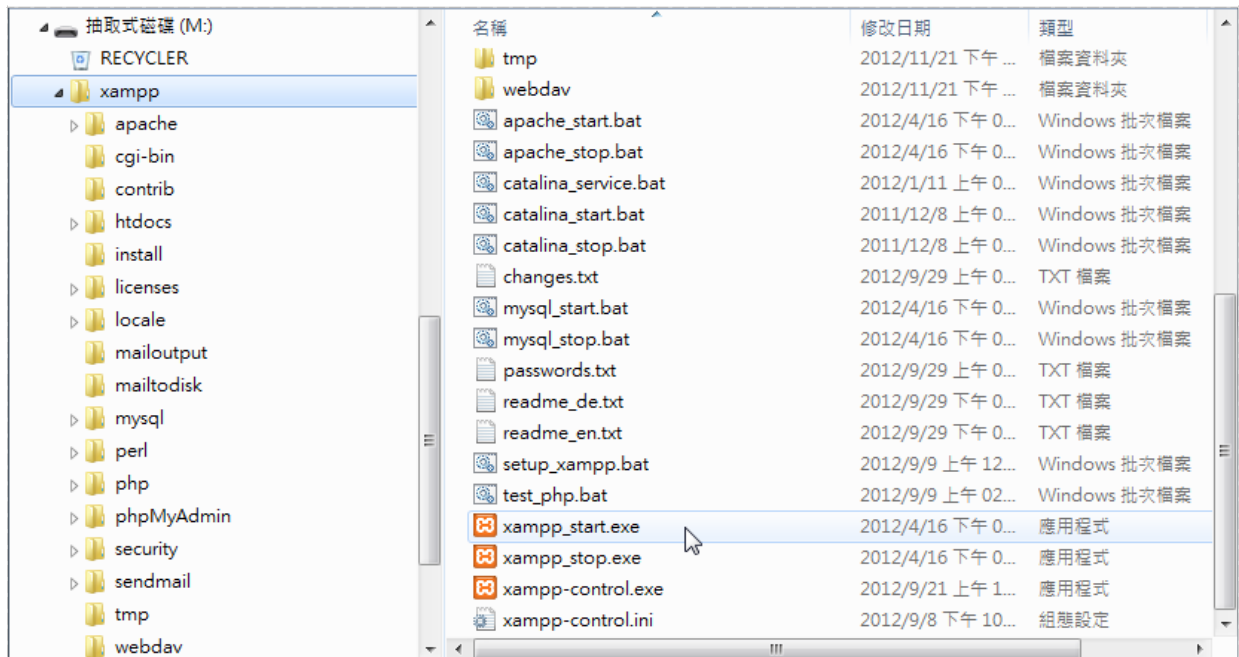 抽取式磁碟 (M:)
RECYCLER
xampp
apache
cgi-bin
contrib
htdocs
install
licenses
locale
mailoutput
mailtodisk
mysql
perl
php
phpMyAdmin
security
sendmail
tmp
webdav
名稱 修改日期 類型
tmp 2012/11/21 下午 ... 檔案資料夾
webdav 2012/11/21 下午 ... 檔案資料夾
apache_start.bat 2012/4/16 下午 0... Windows 批次檔案
apache_stop.bat 2012/4/16 下午 0... Windows 批次檔案
catalina_service.bat 2012/1/11 上午 0... Windows 批次檔案
catalina_start.bat 2011/12/8 上午 0... Windows 批次檔案
catalina_stop.bat 2011/12/8 上午 0... Windows 批次檔案
changes.txt 2012/9/29 上午 0... TXT 檔案
mysql_start.bat 2012/4/16 下午 0... Windows 批次檔案
mysql_stop.bat 2012/4/16 下午 0... Windows 批次檔案
passwords.txt 2012/9/29 上午 0... TXT 檔案
readme_de.txt 2012/9/29 下午 0... TXT 檔案
readme_en.txt 2012/9/29 下午 0... TXT 檔案
setup_xampp.bat 2012/9/9 上午 12... Windows 批次檔案
test_php.bat 2012/9/9 上午 02... Windows 批次檔案
xampp_start.exe 2012/4/16 下午 0... 應用程式
xampp_stop.exe 2012/4/16 下午 0... 應用程式
xampp-control.exe 2012/9/21 上午 1... 應用程式
xampp-control.ini 2012/9/8 下午 10... 組態設定